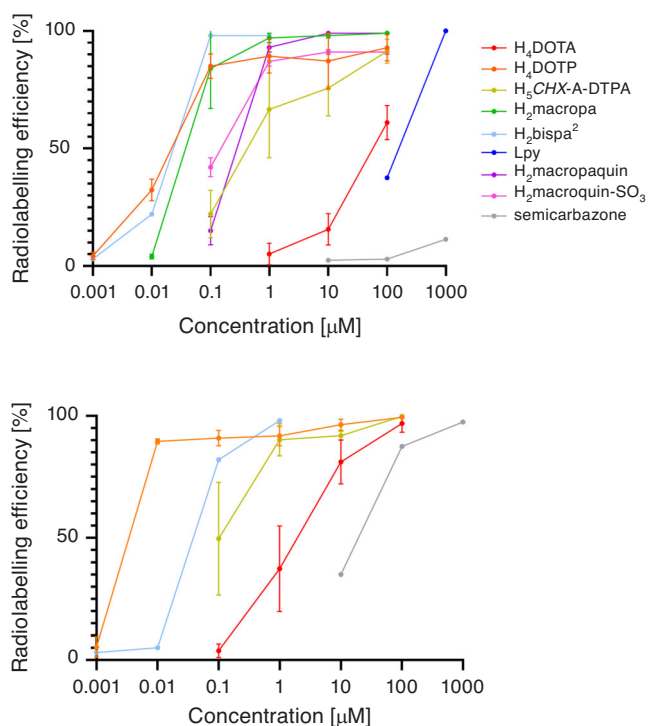 Radiolabelling efficiency [%]
100
50
0
0.001 0.01 0.1 1 10 100 1000
Concentration [μM]
H₄DOTA
H₄DOTP
H₅CHX-A-DTPA
H₂macropa
H₂bispa²
Lpy
H₂macropaquin
H₂macroquin-SO₃
semicarbazone
Radiolabelling efficiency [%]
100
50
0
0.001 0.01 0.1 1 10 100 1000
Concentration [μM]